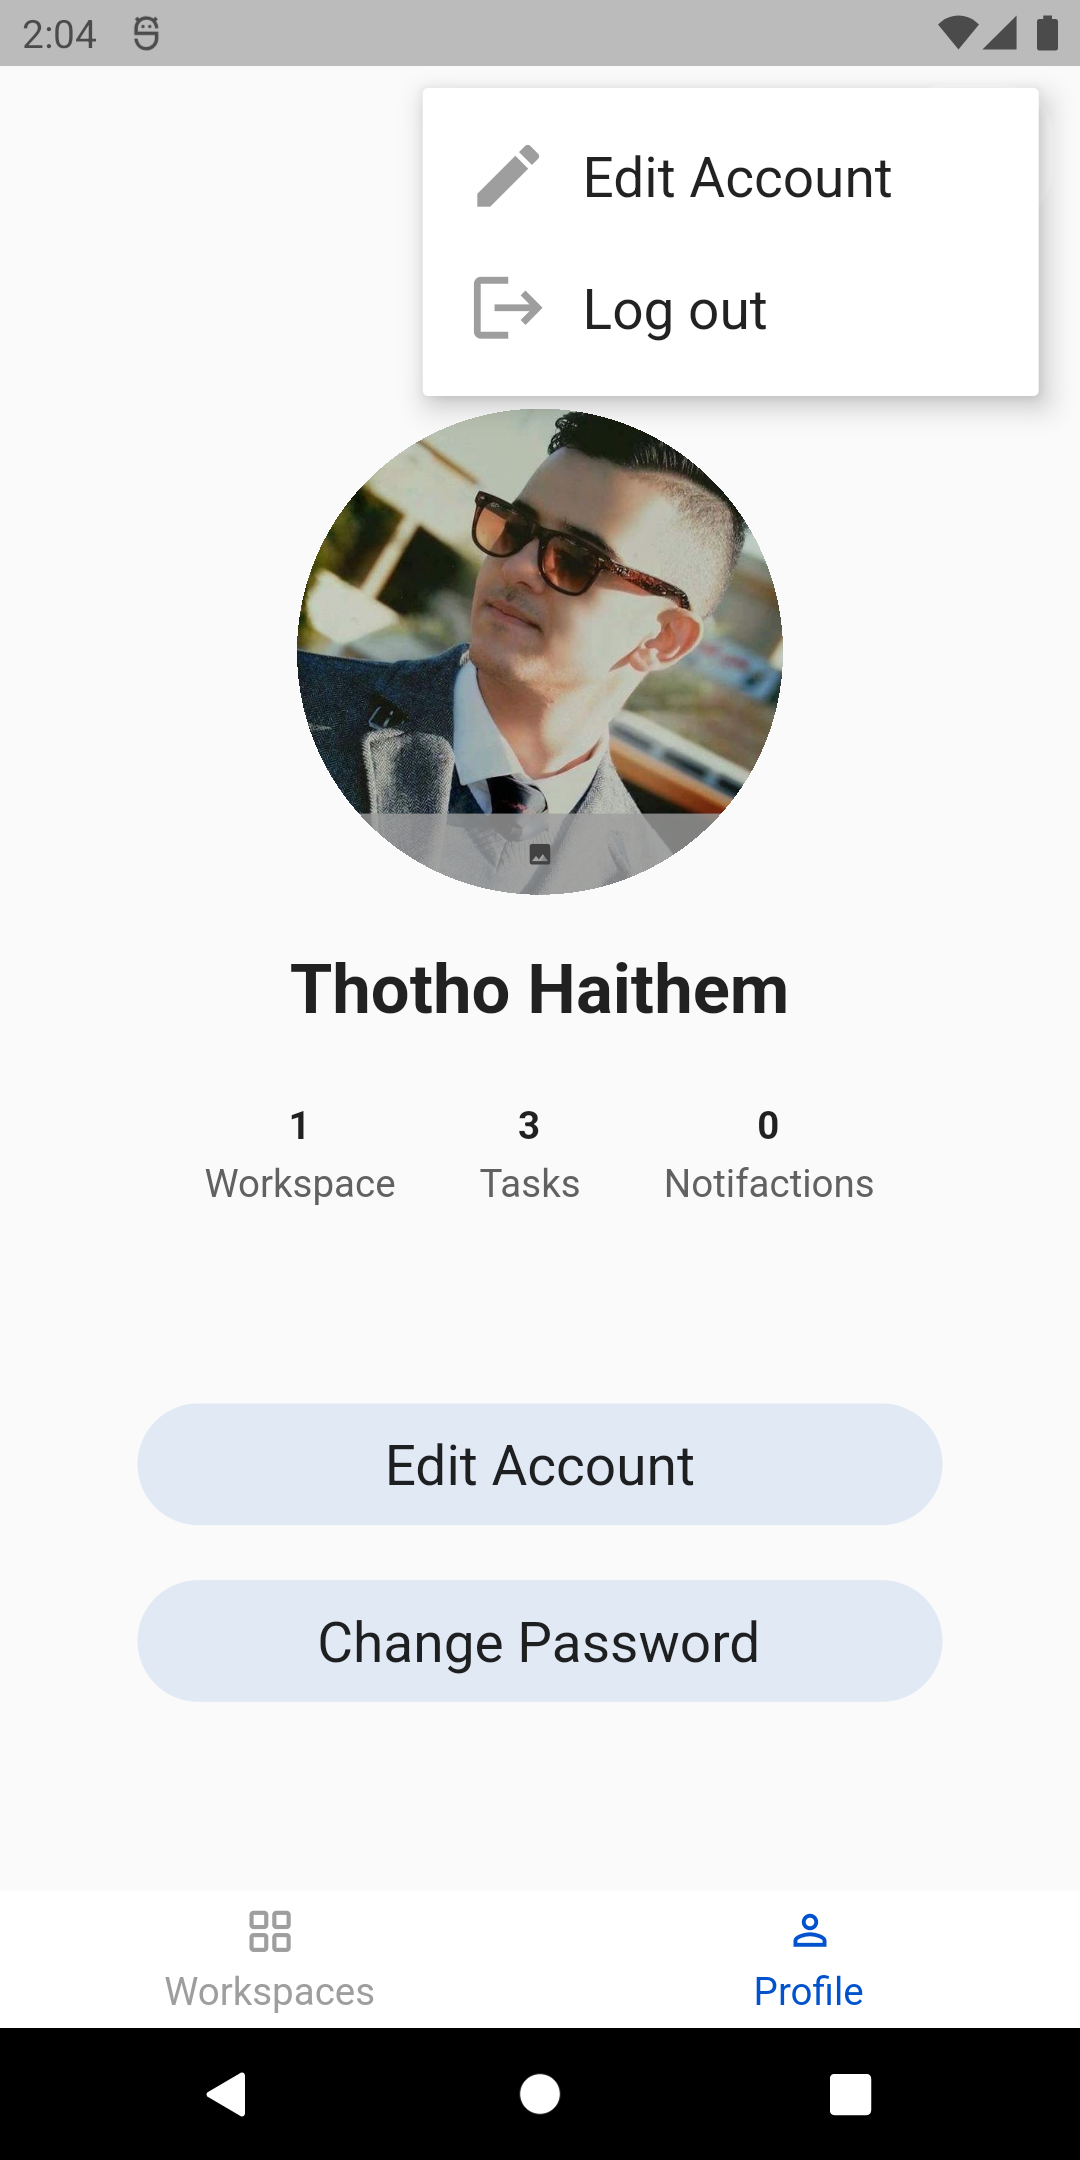 2:04
Edit Account
Log out
Thotho Haithem
1 3 0
Workspace Tasks Notifactions
Edit Account
Change Password
Workspaces Profile